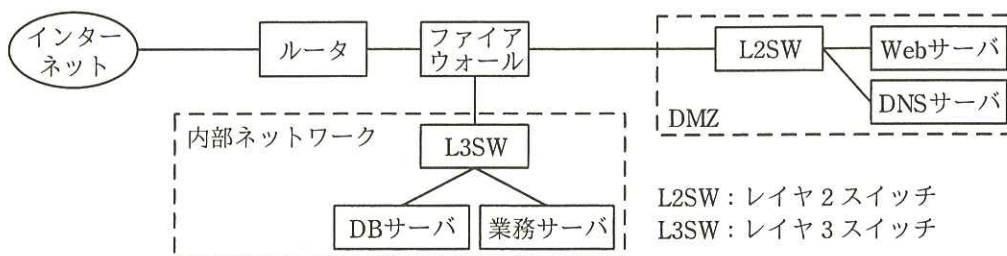 インター
ネット
ルータ
ファイア
ウォール
L2SW
Webサーバ
DNSサーバ
DMZ
内部ネットワーク
L3SW
DBサーバ
業務サーバ
L2SW:レイヤ2スイッチ
L3SW:レイヤ3スイッチ